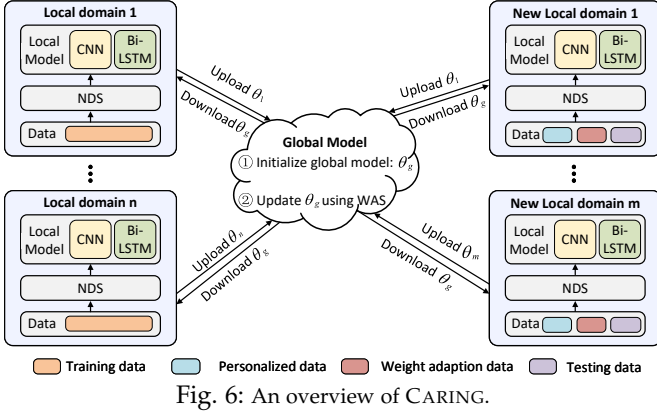 Local domain 1
Local Model
CNN
Bi-LSTM
NDS
Data
Upload θ₁
Download θg
New Local domain 1
Local Model
CNN
Bi-LSTM
NDS
Data
Upload θ₁
Download θg
Global Model
① Initialize global model: θg
② Update θg using WAS
Local domain n
Local Model
CNN
Bi-LSTM
NDS
Data
Upload θn
Download θg
New Local domain m
Local Model
CNN
Bi-LSTM
NDS
Data
Upload θm
Download θg
Training data
Personalized data
Weight adaption data
Testing data
Fig. 6: An overview of CARING.